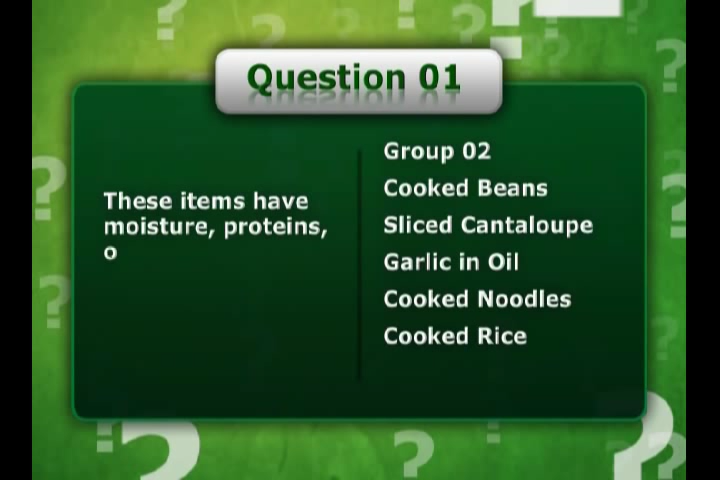 Question 01
These items have
moisture, proteins,
o
Group 02
Cooked Beans
Sliced Cantaloupe
Garlic in Oil
Cooked Noodles
Cooked Rice